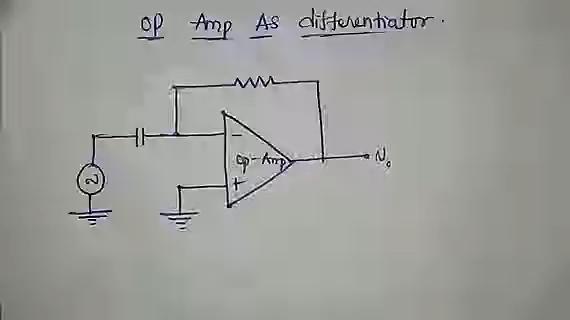 OP Amp As differentiator.
-
Op-Amp
+
~
V₀